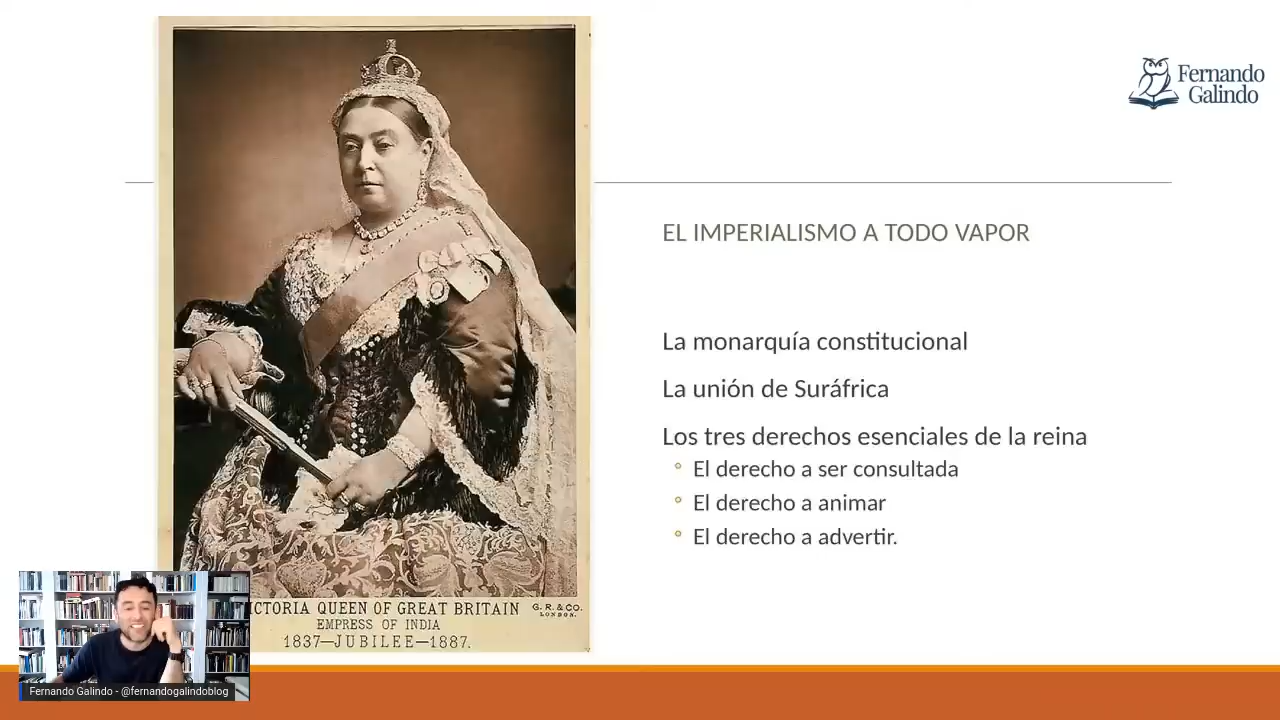 Fernando
Galindo
EL IMPERIALISMO A TODO VAPOR
La monarquía constitucional
La unión de Suráfrica
Los tres derechos esenciales de la reina
El derecho a ser consultada
El derecho a animar
El derecho a advertir.
ICTORIA QUEEN OF GREAT BRITAIN
G. R. & CO.
LONDON.
EMPRESS OF INDIA
1837—JUBILEE—1887.
Fernando Galindo - @fernandogalindoblog